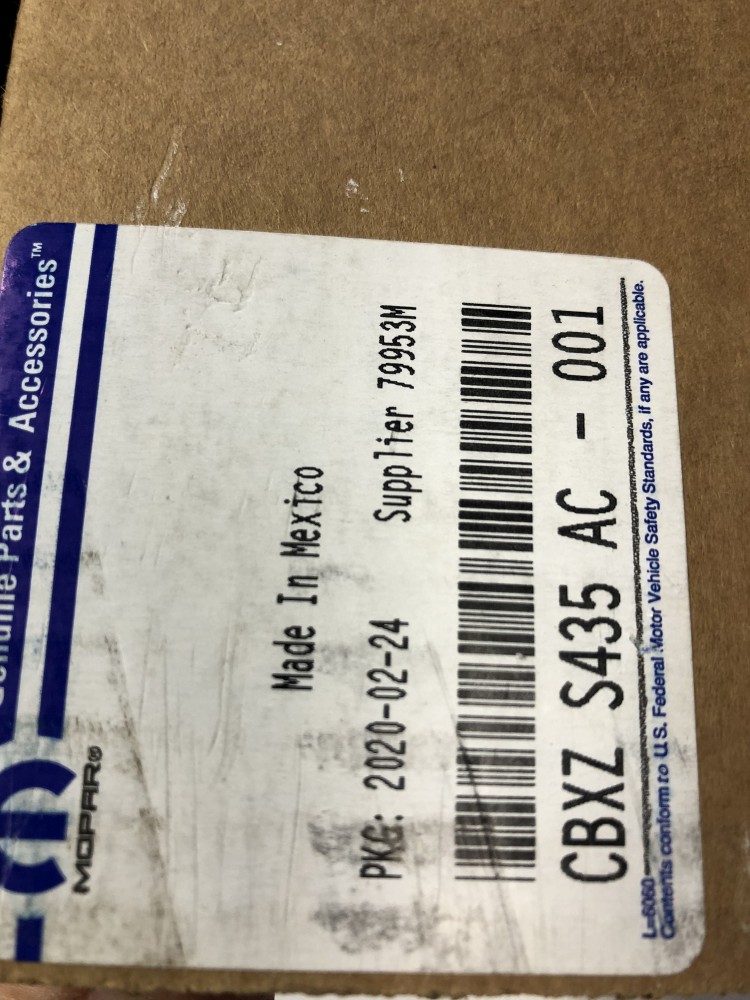 Genuine Parts & Accessories™
MOPAR®
Made In Mexico
PKG: 2020-02-24 Supplier 79953M
CBXZ S435 AC - 001
L-6060
Contents conform to U.S. Federal Motor Vehicle Safety Standards, if any are applicable.